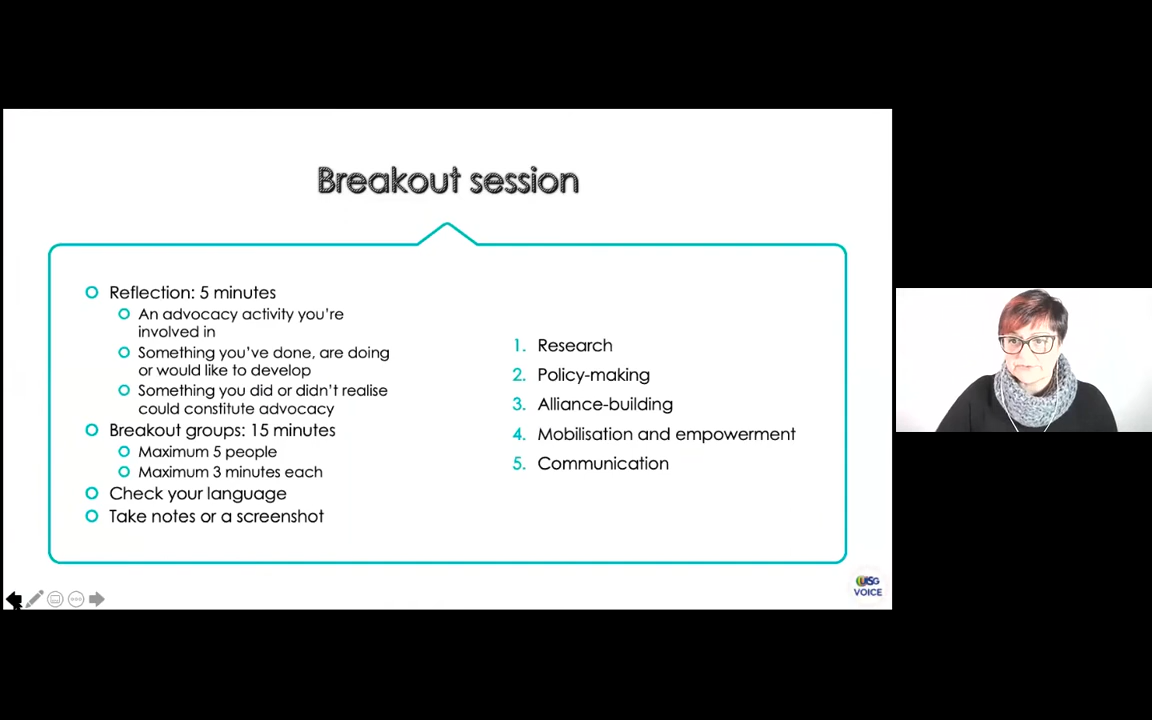 Breakout session
Reflection: 5 minutes
An advocacy activity you're
involved in
Something you've done, are doing
or would like to develop
Something you did or didn't realise
could constitute advocacy
Breakout groups: 15 minutes
Maximum 5 people
Maximum 3 minutes each
Check your language
Take notes or a screenshot
1. Research
2. Policy-making
3. Alliance-building
4. Mobilisation and empowerment
5. Communication
UISG
VOICE